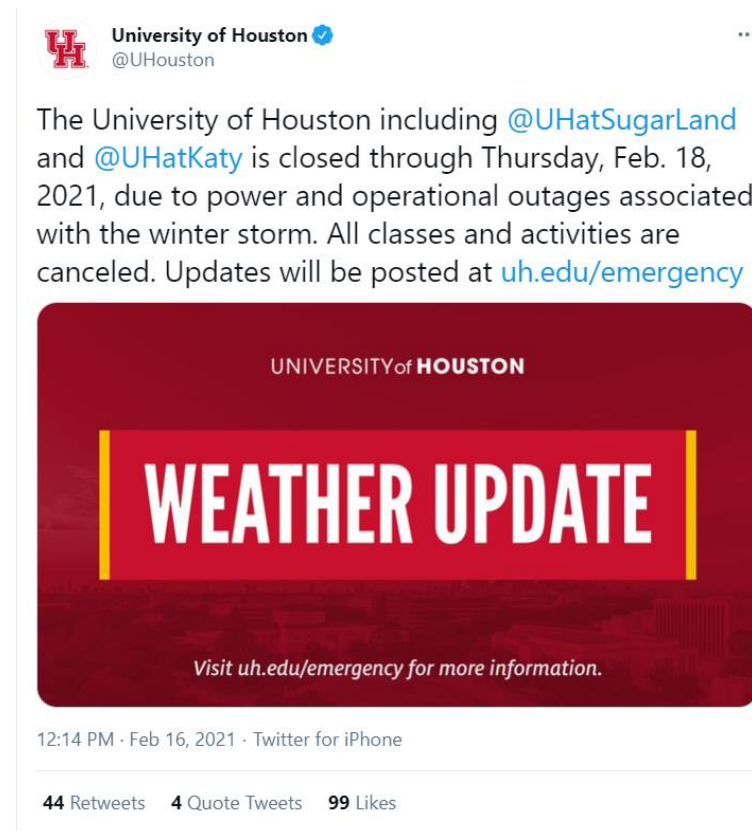 University of Houston
@UHouston
The University of Houston including @UHatSugarLand
and @UHatKaty is closed through Thursday, Feb. 18,
2021, due to power and operational outages associated
with the winter storm. All classes and activities are
canceled. Updates will be posted at uh.edu/emergency
UNIVERSITYof HOUSTON
WEATHER UPDATE
Visit uh.edu/emergency for more information.
12:14 PM · Feb 16, 2021 · Twitter for iPhone
44 Retweets 4 Quote Tweets 99 Likes